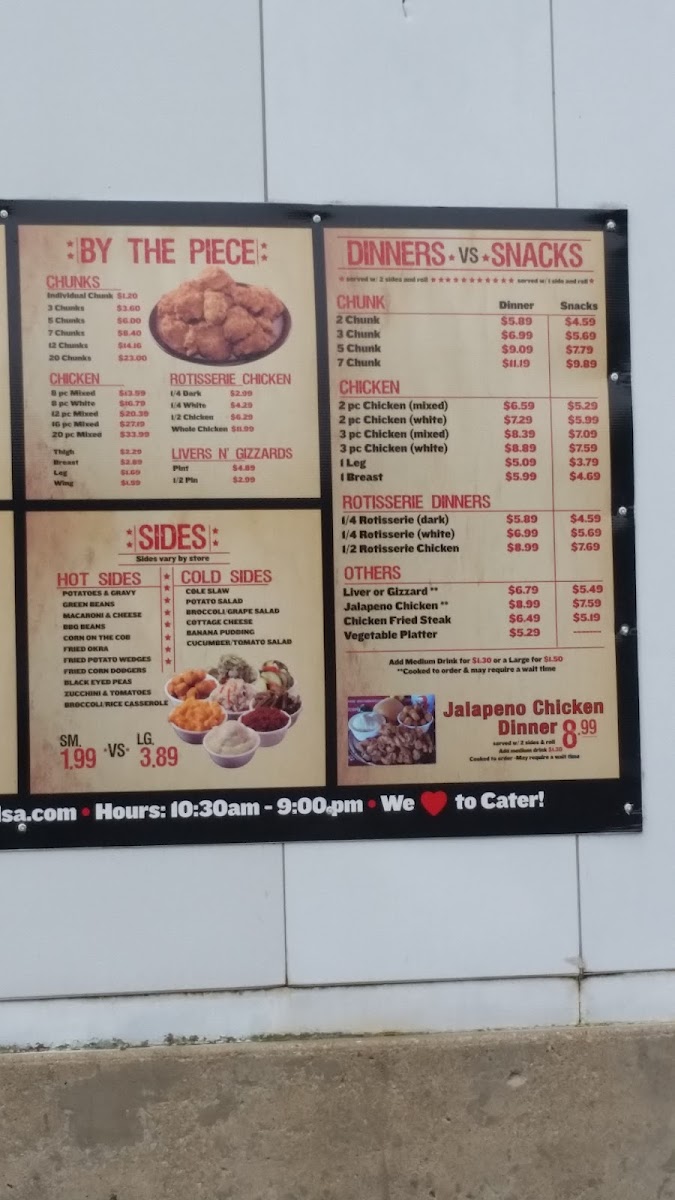 BY THE PIECE
CHUNKS
Individual Chunk $1.20
3 Chunks $3.60
5 Chunks $6.00
7 Chunks $8.40
12 Chunks $14.16
20 Chunks $23.00
CHICKEN
8 pc Mixed $13.59
8 pc White $16.79
12 pc Mixed $20.39
16 pc Mixed $27.19
20 pc Mixed $33.99
Thigh $2.29
Breast $2.89
Leg $1.69
Wing $1.99
ROTISSERIE CHICKEN
1/4 Dark $2.99
1/4 White $4.29
1/2 Chicken $6.29
Whole Chicken $11.99
LIVERS N' GIZZARDS
Pint $4.89
1/2 Pin $2.99
SIDES
Sides vary by store
HOT SIDES
POTATOES & GRAVY
GREEN BEANS
MACARONI & CHEESE
BBQ BEANS
CORN ON THE COB
FRIED OKRA
FRIED POTATO WEDGES
FRIED CORN DODGERS
BLACK EYED PEAS
ZUCCHINI & TOMATOES
BROCCOLI/RICE CASSEROLE
COLD SIDES
COLE SLAW
POTATO SALAD
BROCCOLI/GRAPE SALAD
COTTAGE CHEESE
BANANA PUDDING
CUCUMBER/TOMATO SALAD
SM. LG.
1.99 ·VS· 3.89
DINNERS VS SNACKS
served w/ 2 sides and roll served w/ 1 side and roll
CHUNK Dinner Snacks
2 Chunk $5.89 $4.59
3 Chunk $6.99 $5.69
5 Chunk $9.09 $7.79
7 Chunk $11.19 $9.89
CHICKEN
2 pc Chicken (mixed) $6.59 $5.29
2 pc Chicken (white) $7.29 $5.99
3 pc Chicken (mixed) $8.39 $7.09
3 pc Chicken (white) $8.89 $7.59
1 Leg $5.09 $3.79
1 Breast $5.99 $4.69
ROTISSERIE DINNERS
1/4 Rotisserie (dark) $5.89 $4.59
1/4 Rotisserie (white) $6.99 $5.69
1/2 Rotisserie Chicken $8.99 $7.69
OTHERS
Liver or Gizzard ** $6.79 $5.49
Jalapeno Chicken ** $8.99 $7.59
Chicken Fried Steak $6.49 $5.19
Vegetable Platter $5.29 --------
Add Medium Drink for $1.30 or a Large for $1.50
**Cooked to order & may require a wait time
Jalapeno Chicken
Dinner 8.99
served w/ 2 sides & roll
Add medium drink $1.30
Cooked to order -May require a wait time
lsa.com • Hours: 10:30am - 9:00pm • We ♥ to Cater!